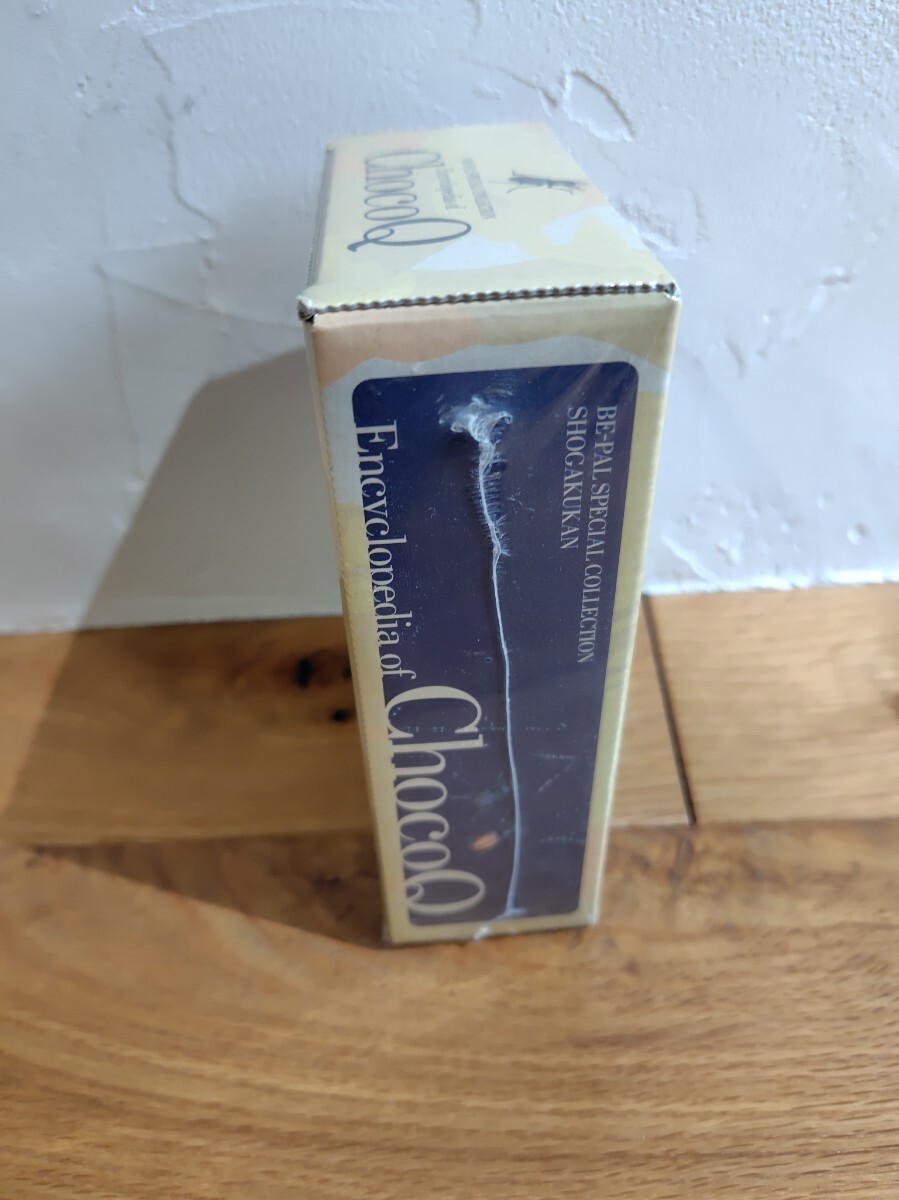 ChocoQ
BE-PAL SPECIAL COLLECTION
SHOGAKUKAN
Encyclopedia of ChocoQ